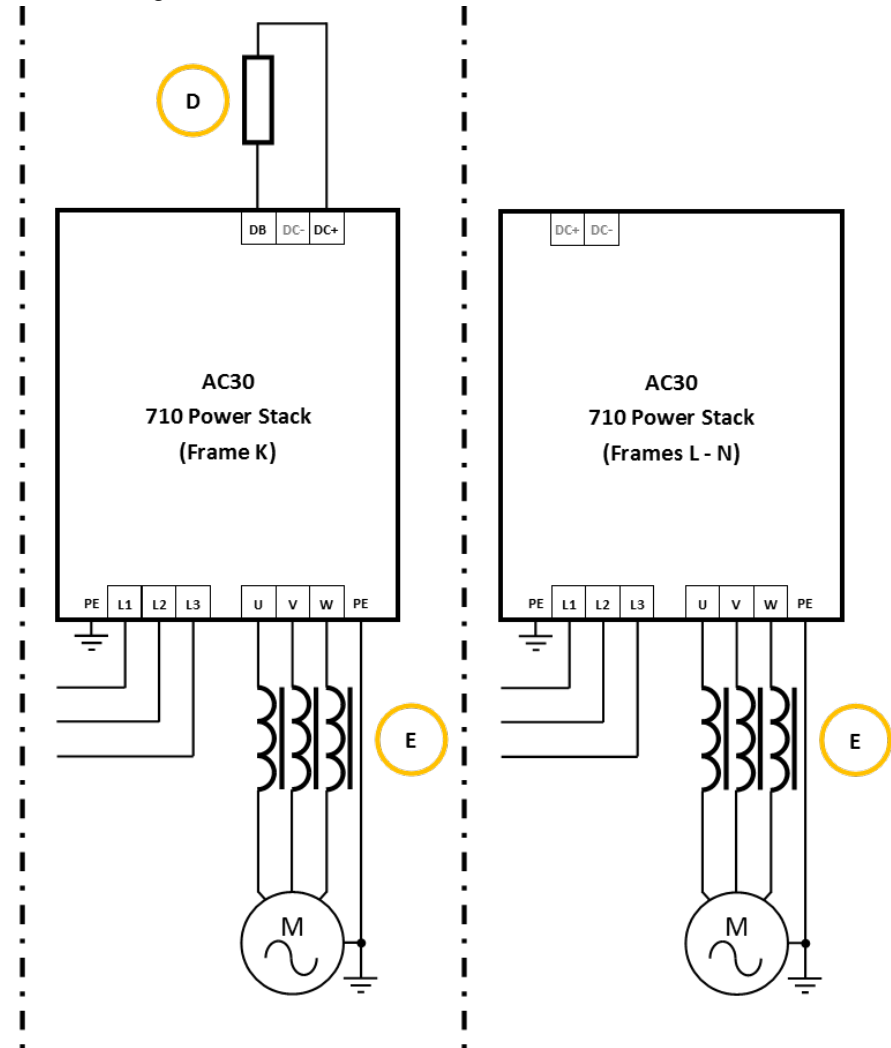 D
DB DC- DC+
AC30
710 Power Stack
(Frame K)
PE L1 L2 L3 U V W PE
E
M
DC+ DC-
AC30
710 Power Stack
(Frames L - N)
PE L1 L2 L3 U V W PE
E
M